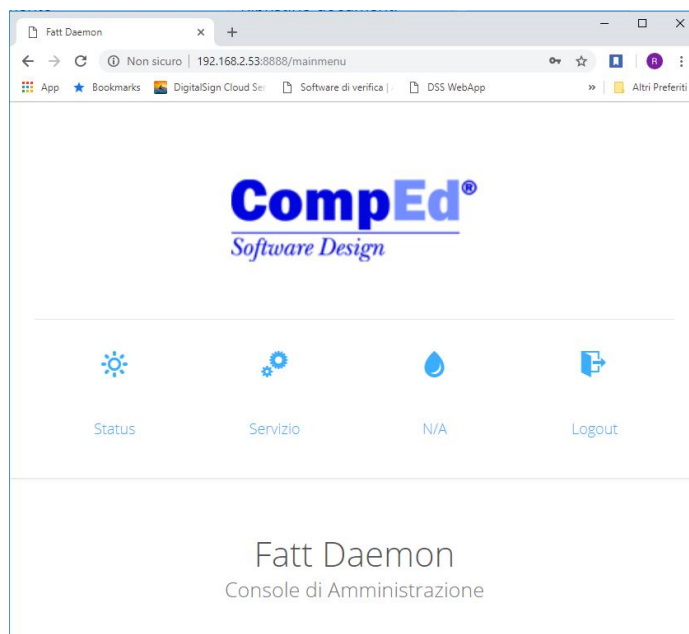 Fatt Daemon
Non sicuro | 192.168.2.53:8888/mainmenu
R
App Bookmarks DigitalSign Cloud Se Software di verifica | DSS WebApp » Altri Preferiti
CompEd®
Software Design
Status Servizio N/A Logout
Fatt Daemon
Console di Amministrazione